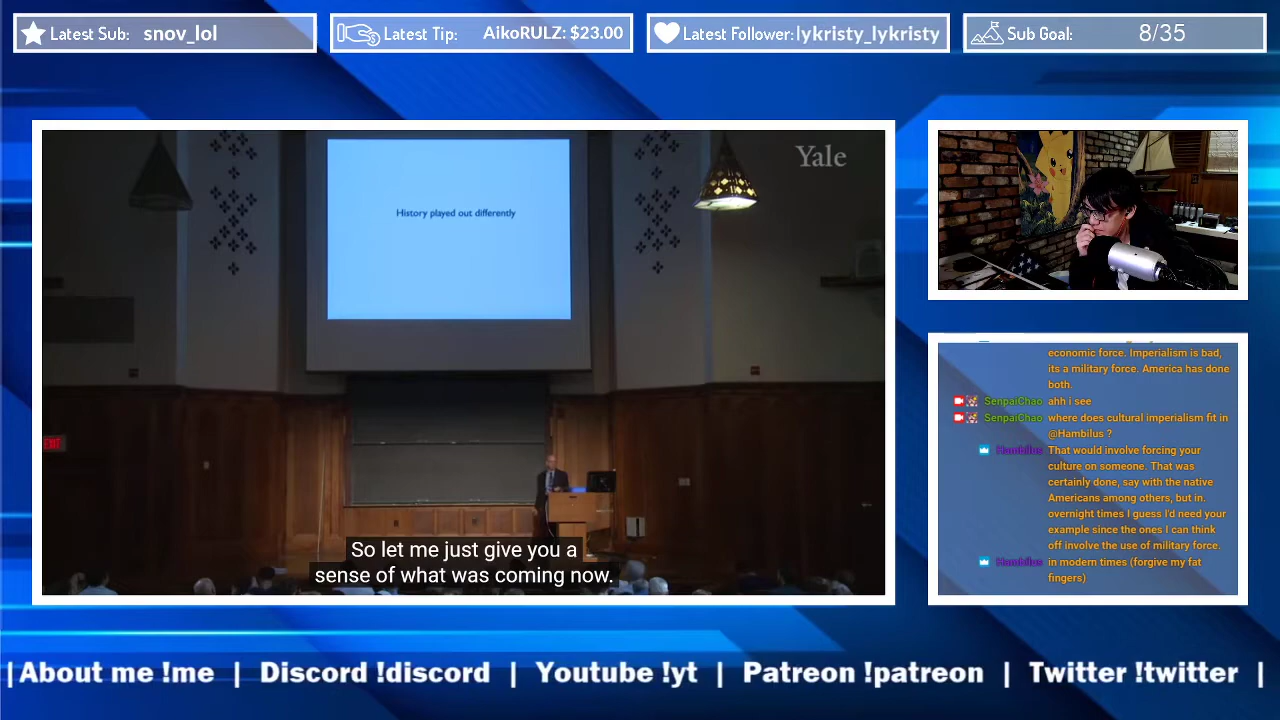 Latest Sub: snov_lol
Latest Tip: AikoRULZ: $23.00
Latest Follower: lykristy_lykristy
Sub Goal: 8/35
Yale
History played out differently
EXIT
So let me just give you a
sense of what was coming now.
economic force. Imperialism is bad,
its a military force. America has done
both.
SenpaiChao ahh i see
SenpaiChao where does cultural imperialism fit in
@Hambilus ?
Hambilus That would involve forcing your
culture on someone. That was
certainly done, say with the native
Americans among others, but in.
overnight times I guess I'd need your
example since the ones I can think
off involve the use of military force.
Hambilus in modern times (forgive my fat
fingers)
|About me !me | Discord !discord | Youtube !yt | Patreon !patreon | Twitter !twitter |